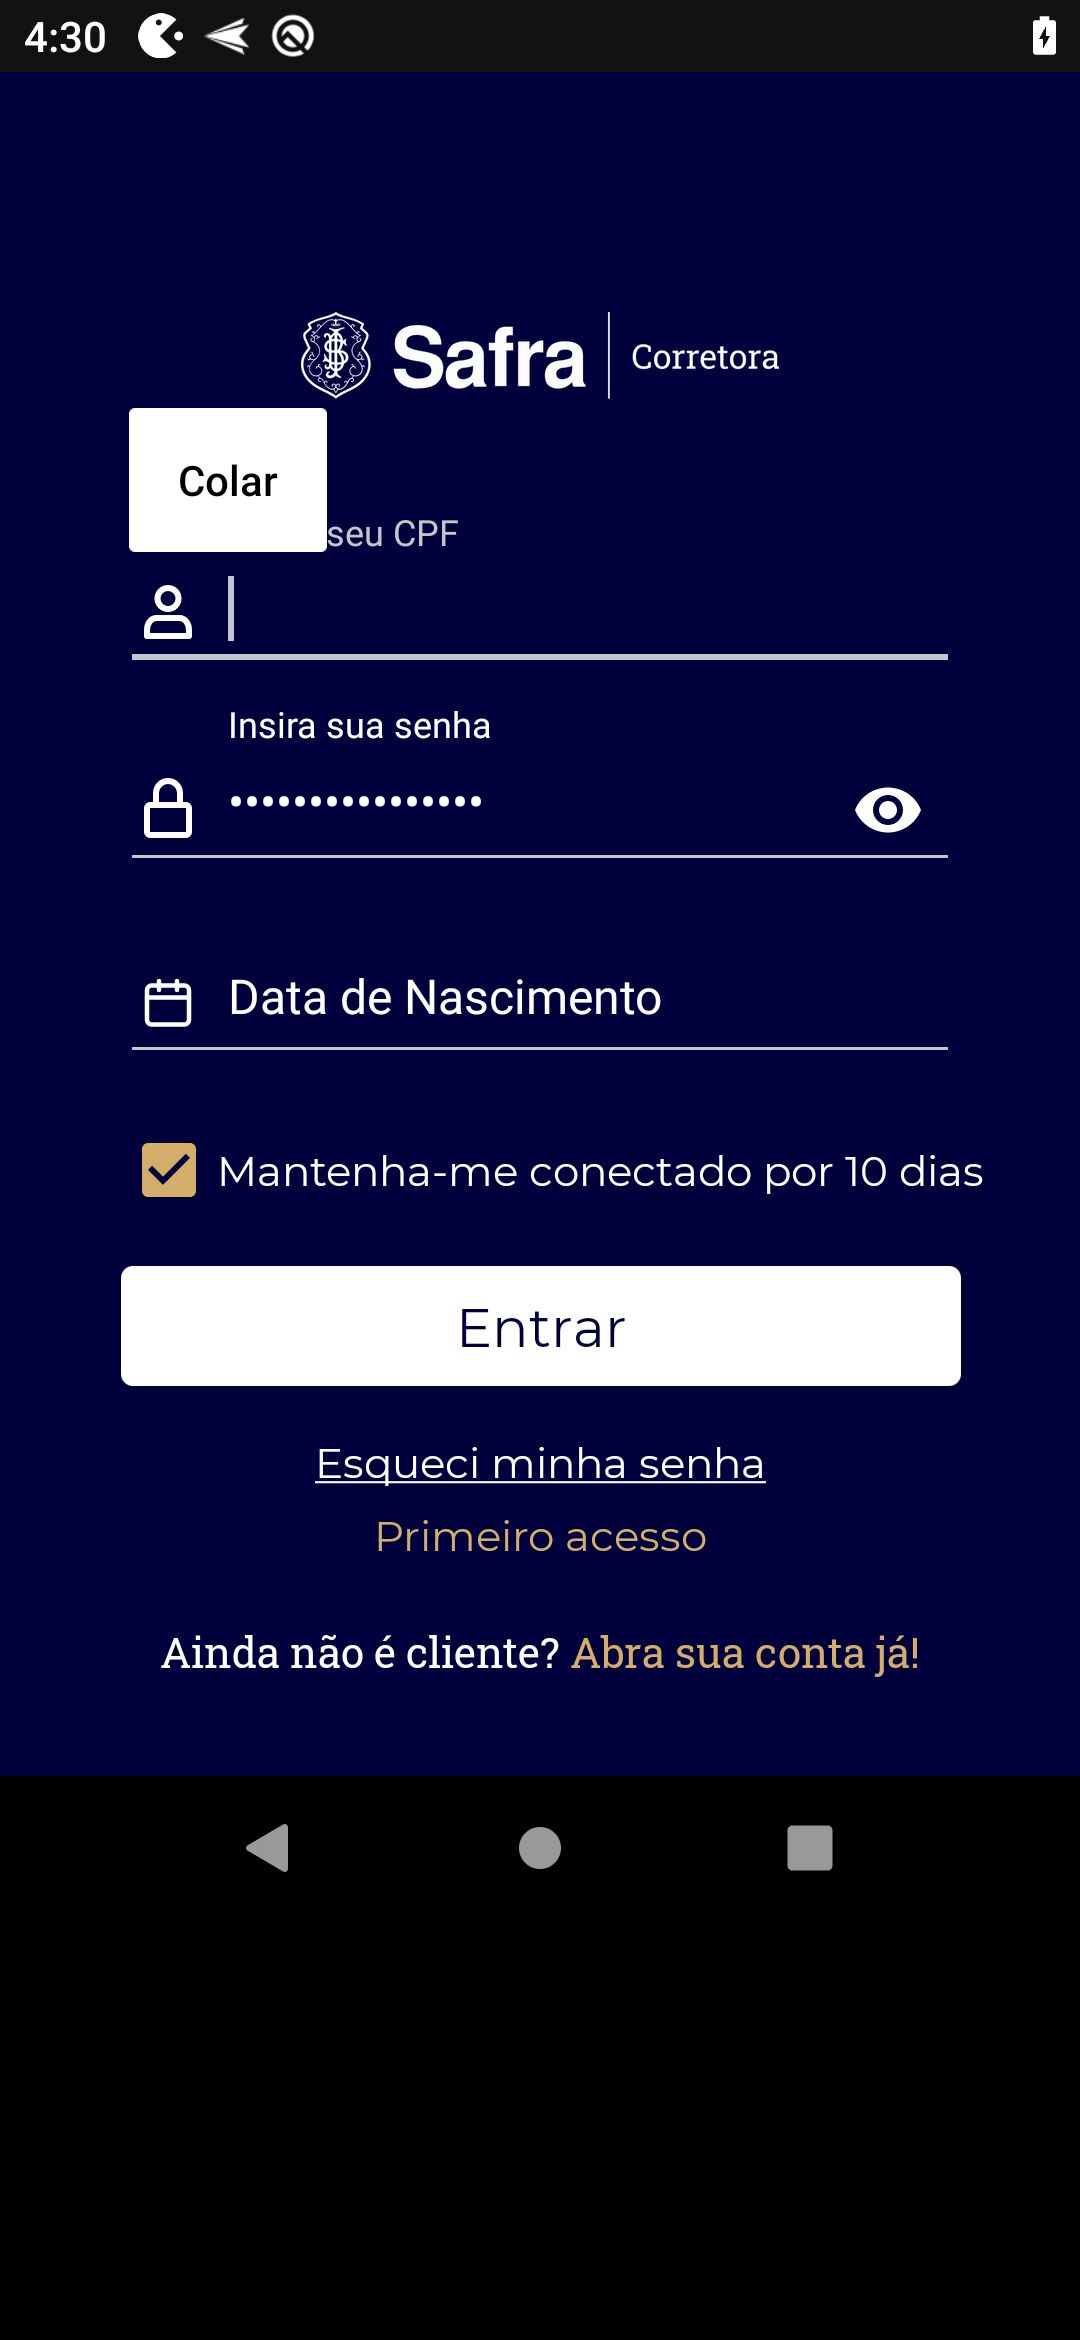 4:30
Safra Corretora
Colar
seu CPF
Insira sua senha
••••••••••••••••
Data de Nascimento
Mantenha-me conectado por 10 dias
Entrar
Esqueci minha senha
Primeiro acesso
Ainda não é cliente? Abra sua conta já!